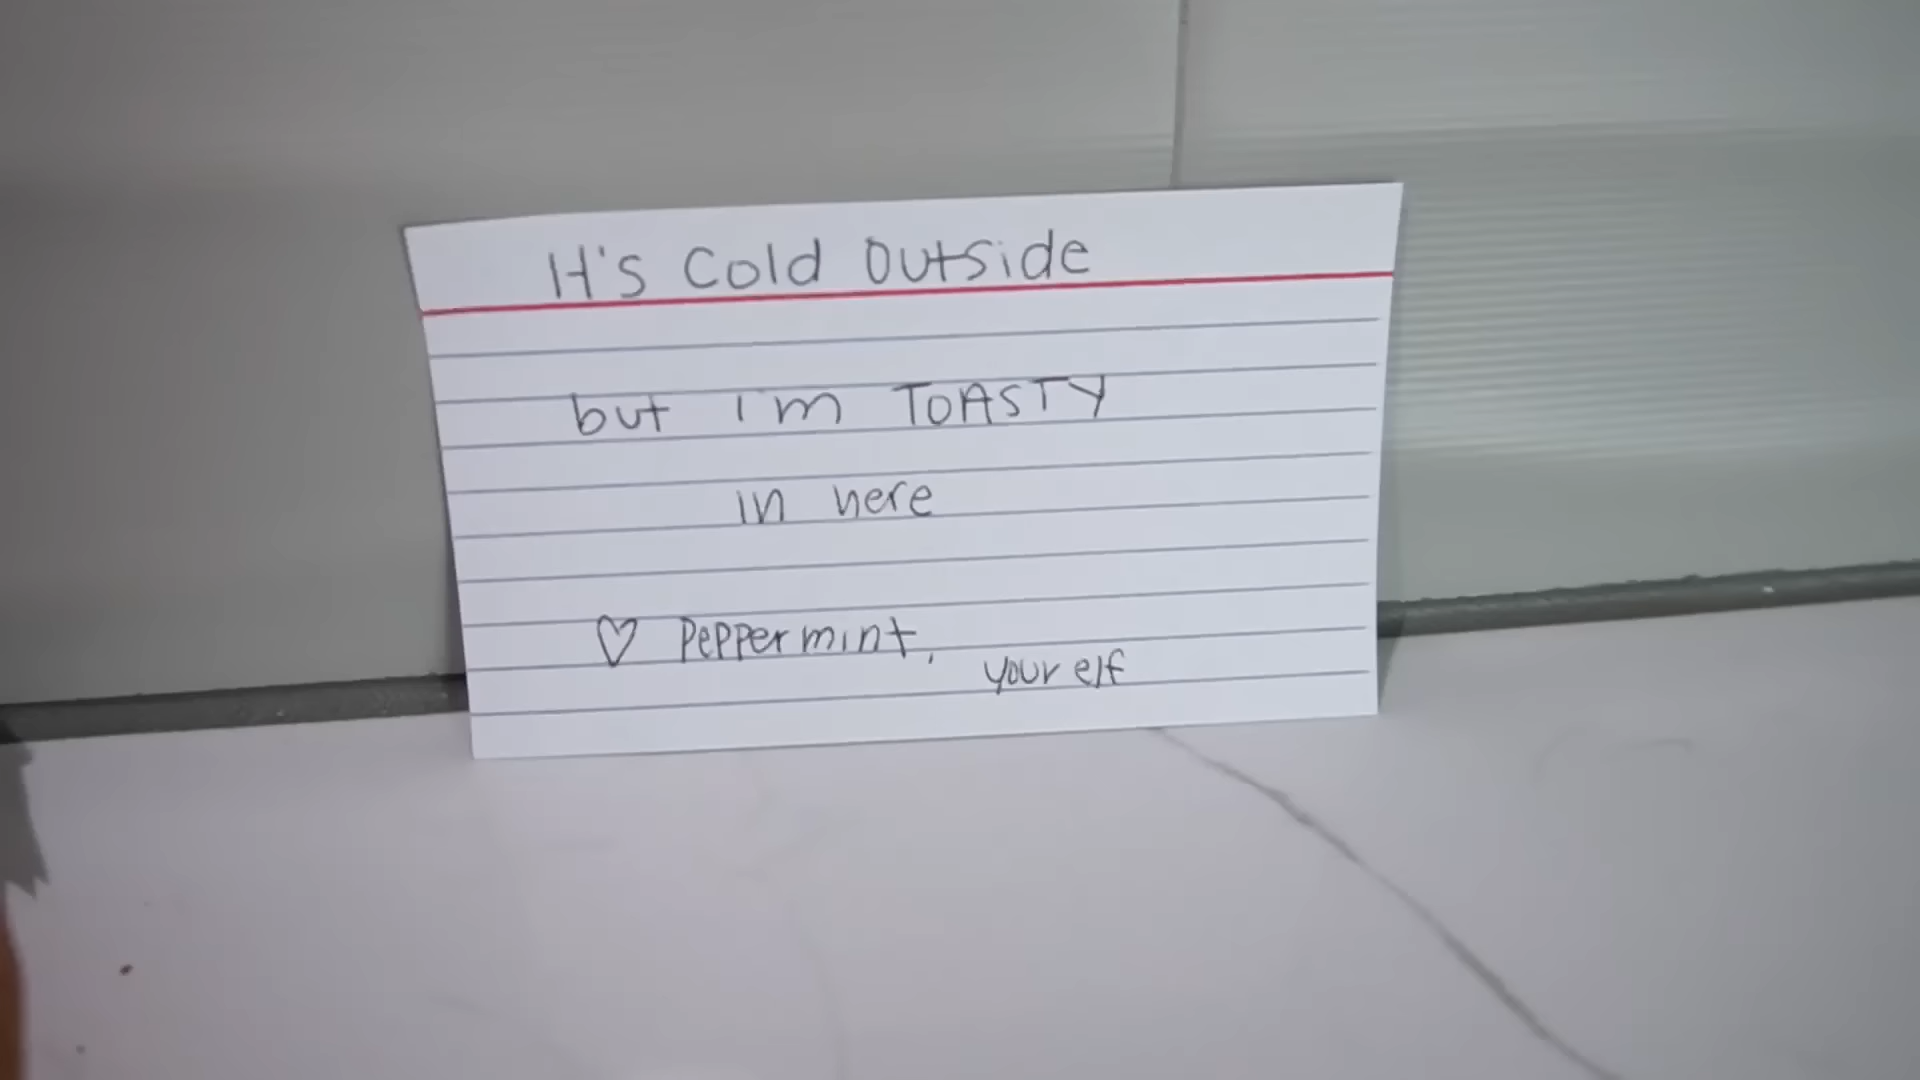 It's Cold Outside
but I'm TOASTY
in here
♡ Peppermint,
your elf